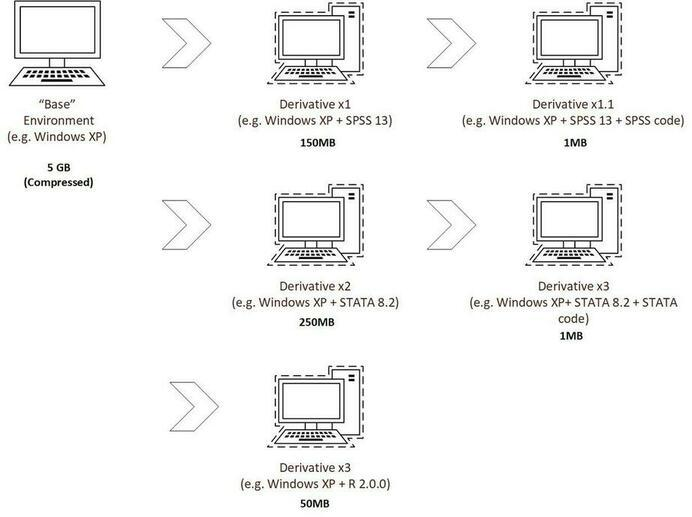 “Base”
Environment
(e.g. Windows XP)
5 GB
(Compressed)
Derivative x1
(e.g. Windows XP + SPSS 13)
150MB
Derivative x1.1
(e.g. Windows XP + SPSS 13 + SPSS code)
1MB
Derivative x2
(e.g. Windows XP + STATA 8.2)
250MB
Derivative x3
(e.g. Windows XP+ STATA 8.2 + STATA
code)
1MB
Derivative x3
(e.g. Windows XP + R 2.0.0)
50MB